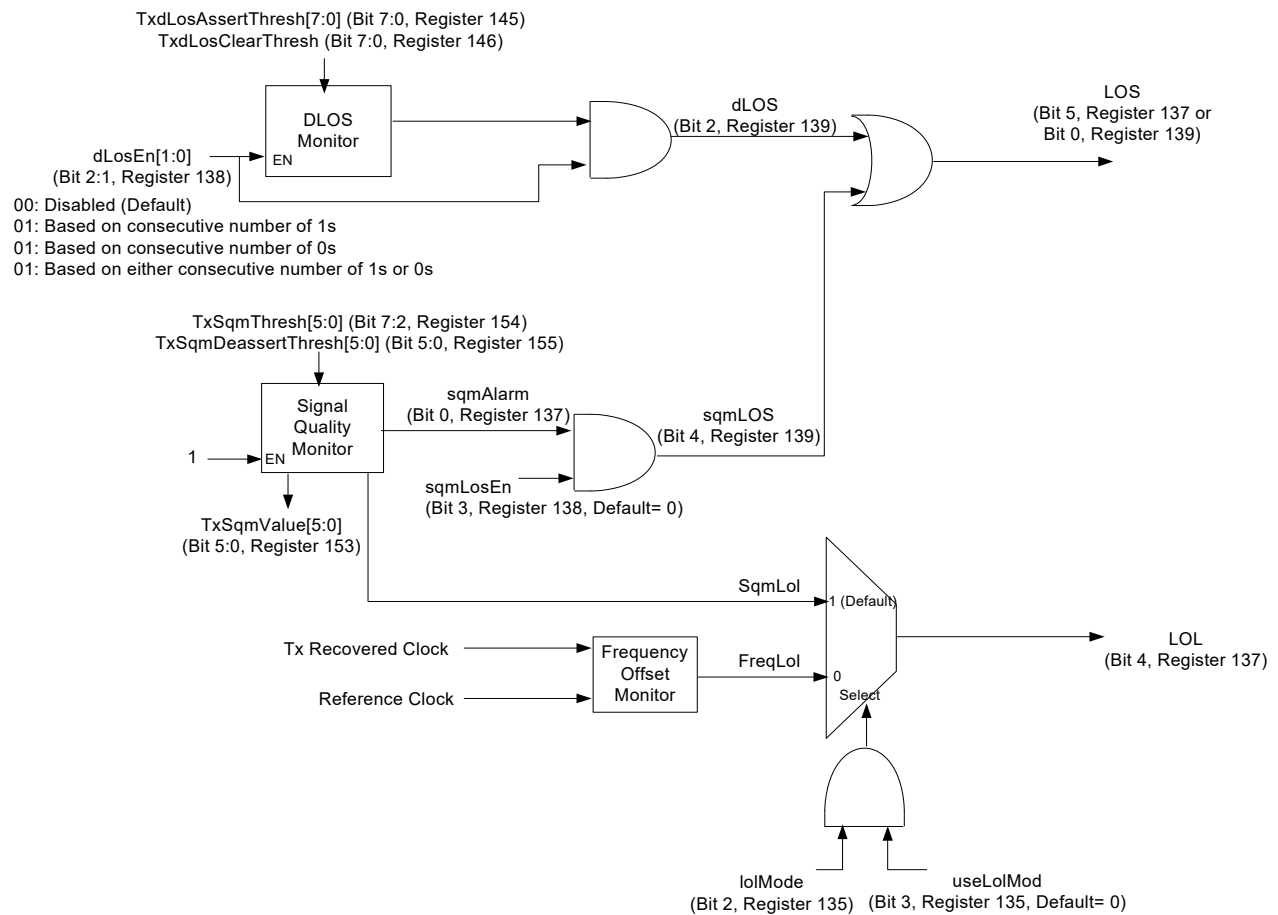 TxdLosAssertThresh[7:0] (Bit 7:0, Register 145)
TxdLosClearThresh (Bit 7:0, Register 146)
DLOS
Monitor
EN
dLosEn[1:0]
(Bit 2:1, Register 138)
00: Disabled (Default)
01: Based on consecutive number of 1s
01: Based on consecutive number of 0s
01: Based on either consecutive number of 1s or 0s
dLOS
(Bit 2, Register 139)
LOS
(Bit 5, Register 137 or
Bit 0, Register 139)
TxSqmThresh[5:0] (Bit 7:2, Register 154)
TxSqmDeassertThresh[5:0] (Bit 5:0, Register 155)
Signal
Quality
Monitor
1
EN
sqmAlarm
(Bit 0, Register 137)
sqmLOS
(Bit 4, Register 139)
sqmLosEn
(Bit 3, Register 138, Default= 0)
TxSqmValue[5:0]
(Bit 5:0, Register 153)
SqmLol
1 (Default)
Tx Recovered Clock
Reference Clock
Frequency
Offset
Monitor
FreqLol
0
Select
LOL
(Bit 4, Register 137)
lolMode
(Bit 2, Register 135)
useLolMod
(Bit 3, Register 135, Default= 0)